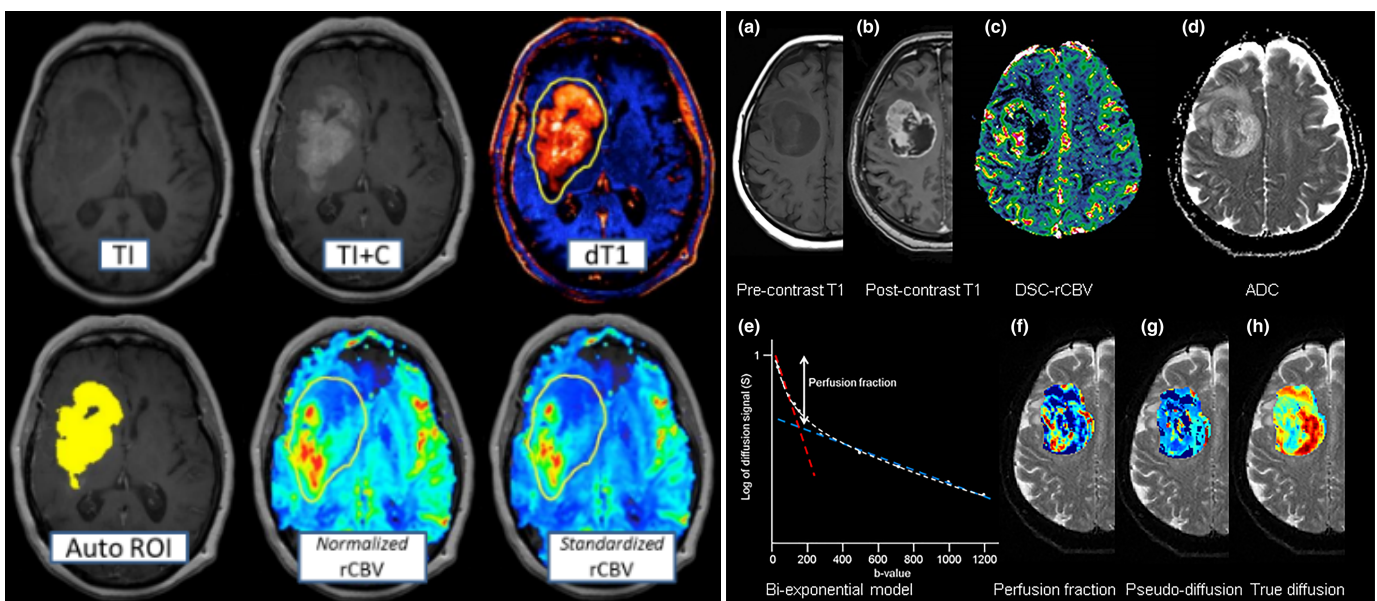 TI
TI+C
dT1
Auto ROI
Normalized
rCBV
Standardized
rCBV
(a)
(b)
(c)
(d)
Pre-contrast T1
Post-contrast T1
DSC-rCBV
ADC
(e)
(f)
(g)
(h)
1
Perfusion fraction
Log of diffusion signal (S)
0
200
400
600
800
1000
1200
b-value
Bi-exponential model
Perfusion fraction
Pseudo-diffusion
True diffusion